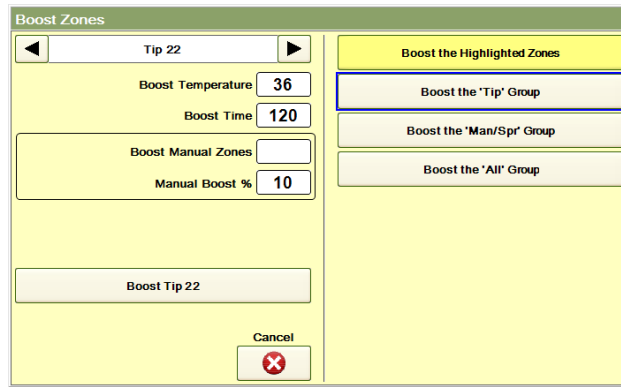 Boost Zones
Tip 22
Boost Temperature 36
Boost Time 120
Boost Manual Zones
Manual Boost % 10
Boost Tip 22
Cancel
Boost the Highlighted Zones
Boost the 'Tip' Group
Boost the 'Man/Spr' Group
Boost the 'All' Group